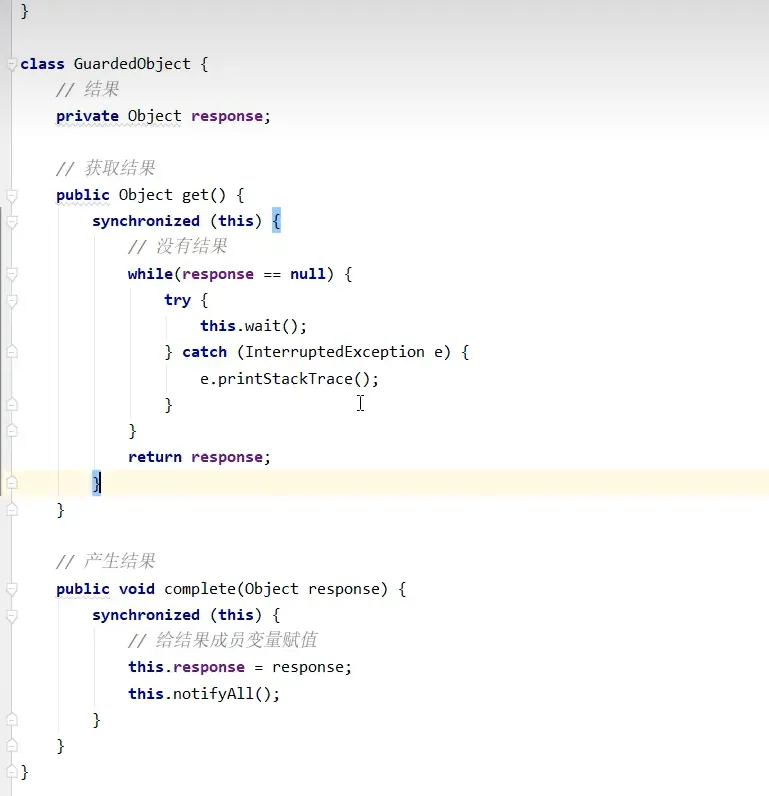 }
class GuardedObject {
// 结果
private Object response;
// 获取结果
public Object get() {
synchronized (this) {
// 没有结果
while(response == null) {
try {
this.wait();
} catch (InterruptedException e) {
e.printStackTrace();
}
}
return response;
}
}
// 产生结果
public void complete(Object response) {
synchronized (this) {
// 给结果成员变量赋值
this.response = response;
this.notifyAll();
}
}
}